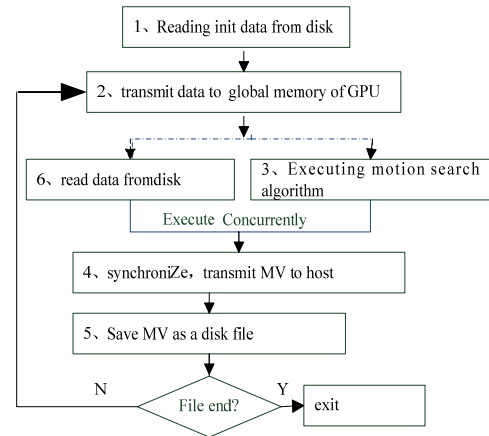 1、Reading init data from disk
2、transmit data to global memory of GPU
6、read data fromdisk
3、Executing motion search
algorithm
Execute Concurrently
4、synchroniZe，transmit MV to host
5、Save MV as a disk file
N
Y
File end?
exit